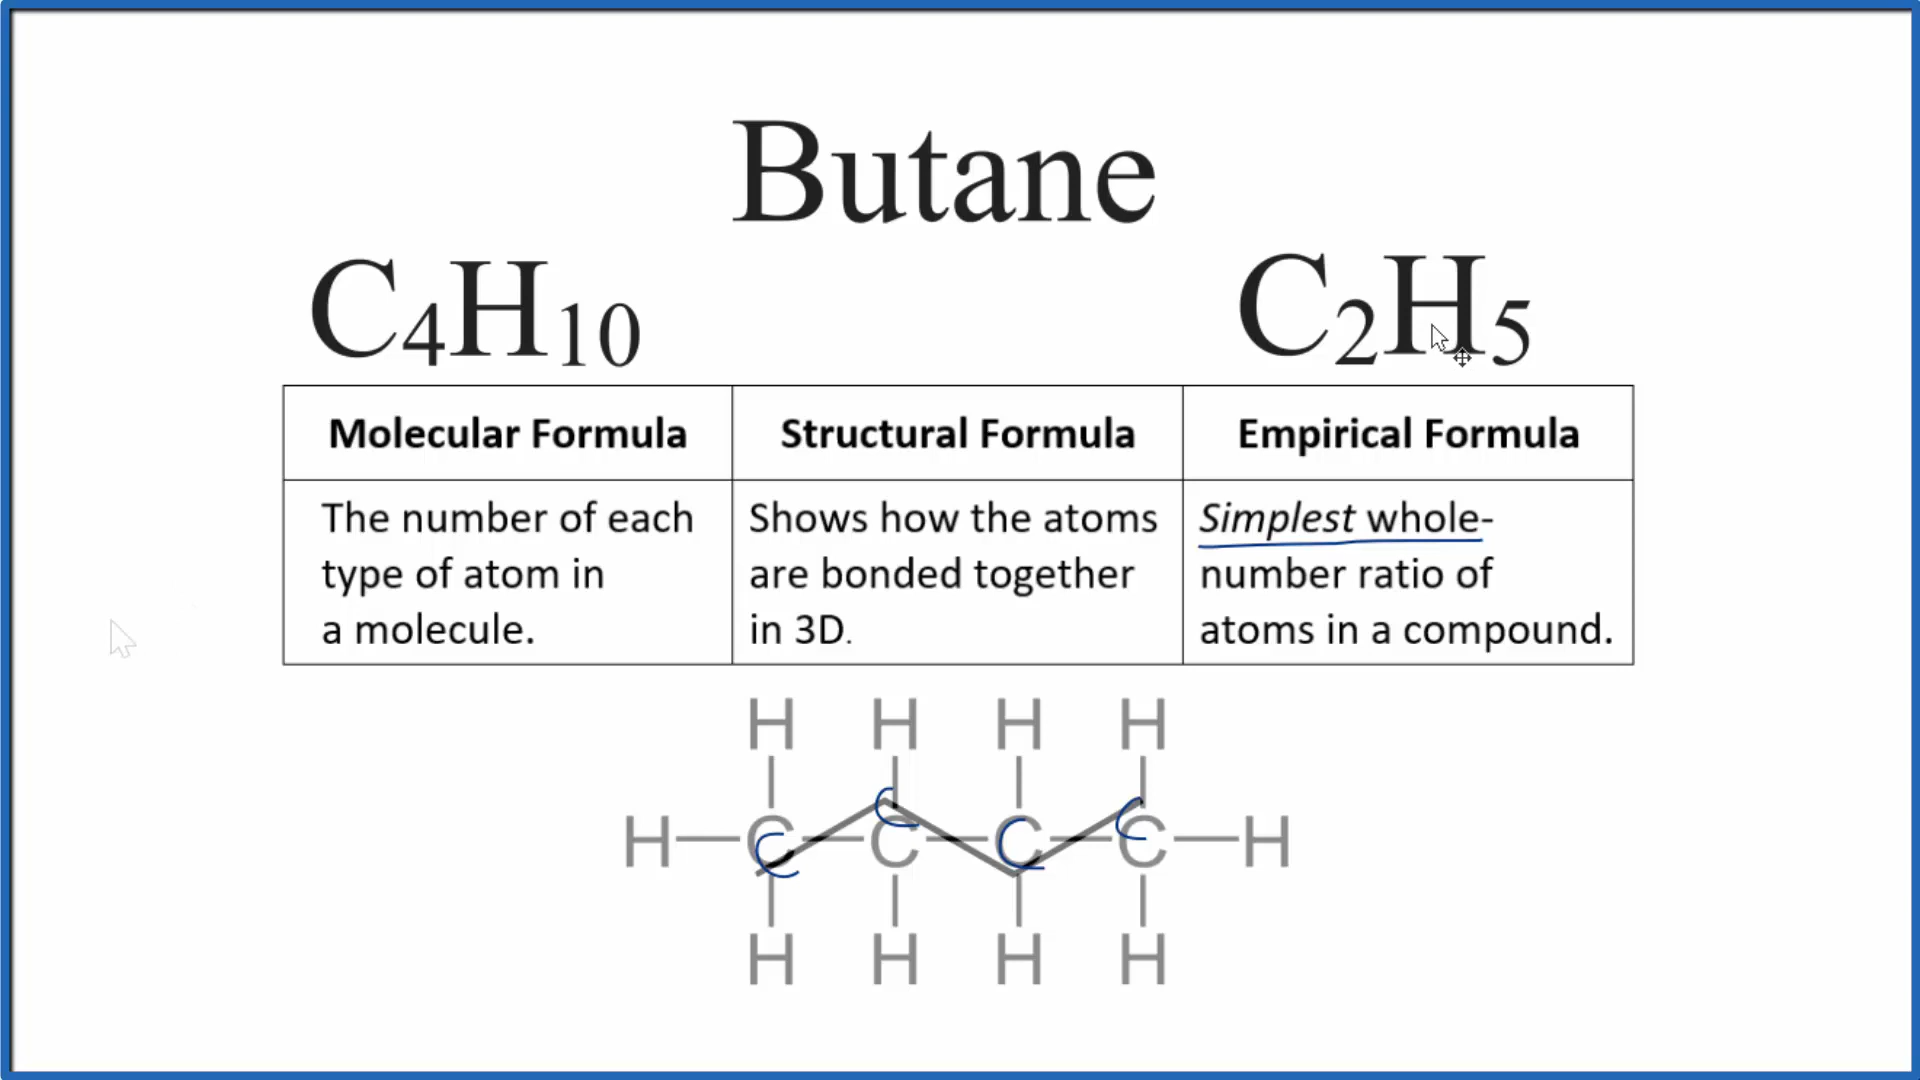 Butane
C₄H₁₀ C₂H₅
Molecular Formula Structural Formula Empirical Formula
The number of each
type of atom in
a molecule.
Shows how the atoms
are bonded together
in 3D.
Simplest whole-
number ratio of
atoms in a compound.
H H H H
H C C C C H
C C C C
H H H H